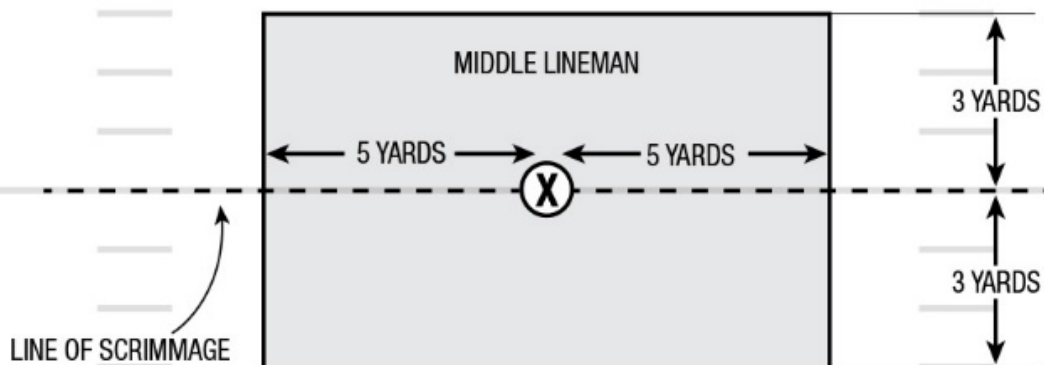 MIDDLE LINEMAN
3 YARDS
5 YARDS
5 YARDS
X
3 YARDS
LINE OF SCRIMMAGE